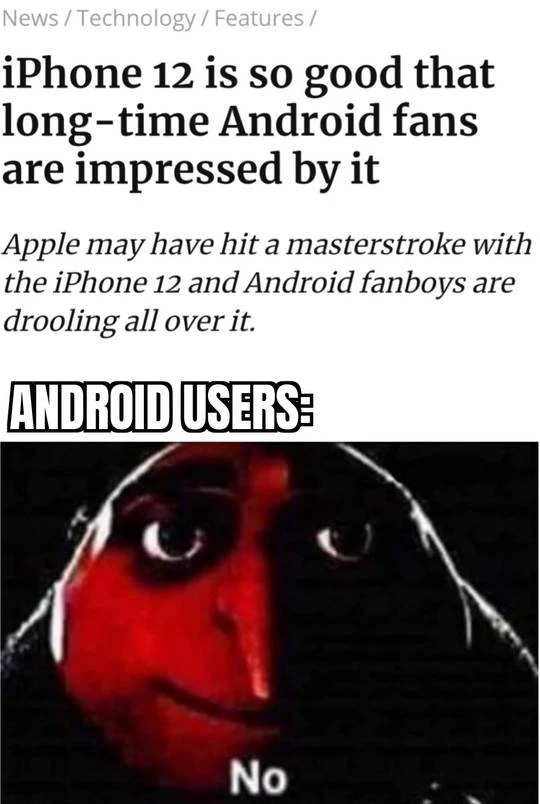 News / Technology / Features /
iPhone 12 is so good that
long-time Android fans
are impressed by it
Apple may have hit a masterstroke with
the iPhone 12 and Android fanboys are
drooling all over it.
ANDROID USERS:
No